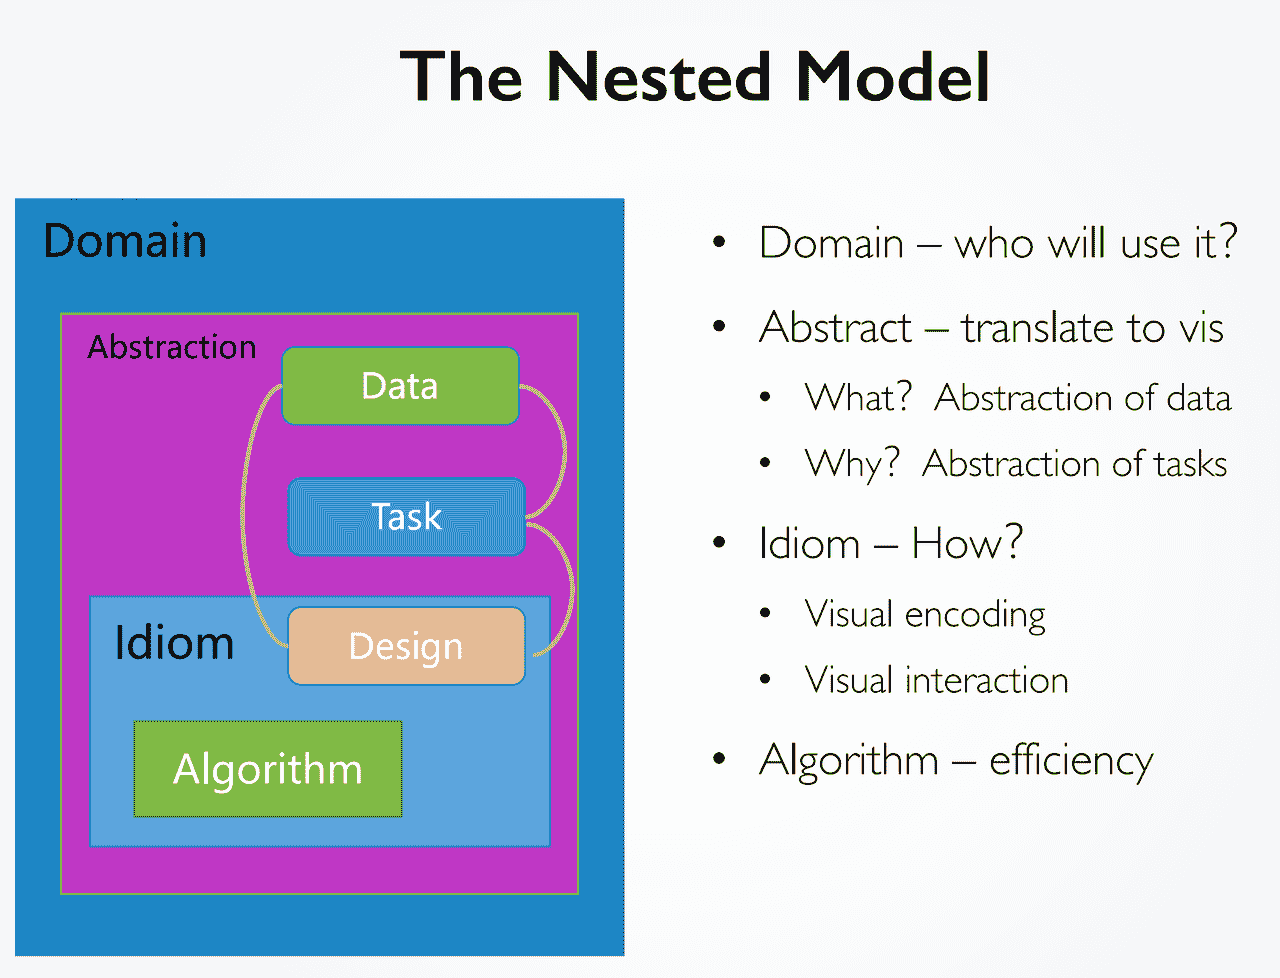 The Nested Model
Domain
Abstraction
Data
Task
Idiom
Design
Algorithm
• Domain – who will use it?
• Abstract – translate to vis
• What? Abstraction of data
• Why? Abstraction of tasks
• Idiom – How?
• Visual encoding
• Visual interaction
• Algorithm – efficiency